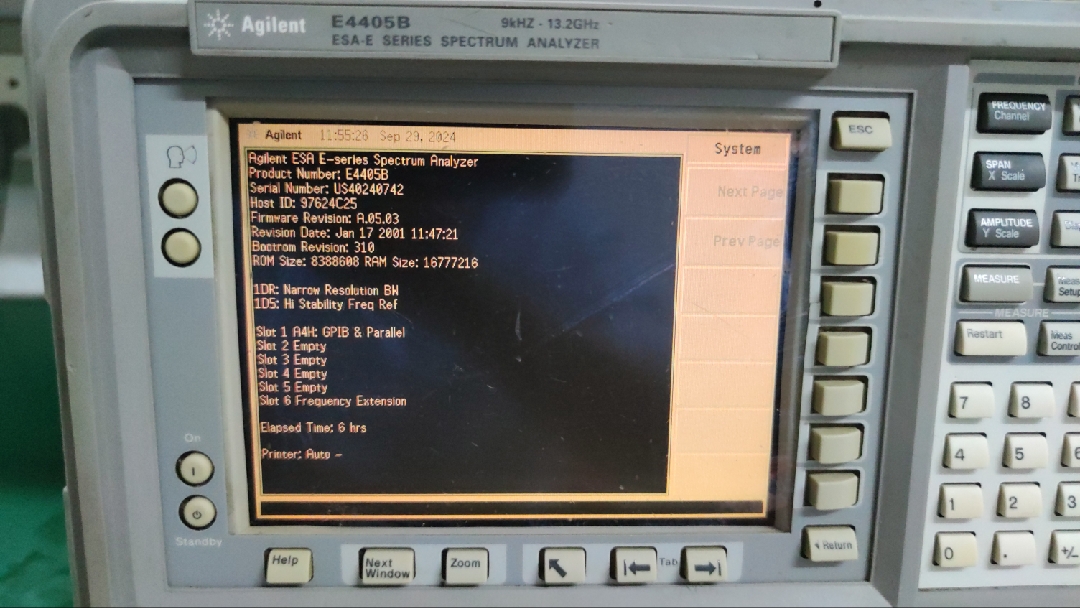 Agilent E4405B 9kHZ - 13.2GHz
ESA-E SERIES SPECTRUM ANALYZER
Agilent 11:55:26 Sep 29, 2024
System
Agilent ESA E-series Spectrum Analyzer
Product Number: E4405B
Serial Number: US40240742
Host ID: 97624C25
Firmware Revision: A.05.03
Revision Date: Jan 17 2001 11:47:21
Bootrom Revision: 310
ROM Size: 8388608 RAM Size: 16777216
1DR: Narrow Resolution BW
1D5: Hi Stability Freq Ref
Slot 1 A4H: GPIB & Parallel
Slot 2 Empty
Slot 3 Empty
Slot 4 Empty
Slot 5 Empty
Slot 6 Frequency Extension
Elapsed Time: 6 hrs
Printer: Auto -
Next Page
Prev Page
ESC
Return
On
Standby
Help
Next
Window
Zoom
Tab
FREQUENCY
Channel
SPAN
X Scale
AMPLITUDE
Y Scale
MEASURE
MEASURE
Restart
Meas
7
8
4
5
6
1
2
3
0
.
+/-